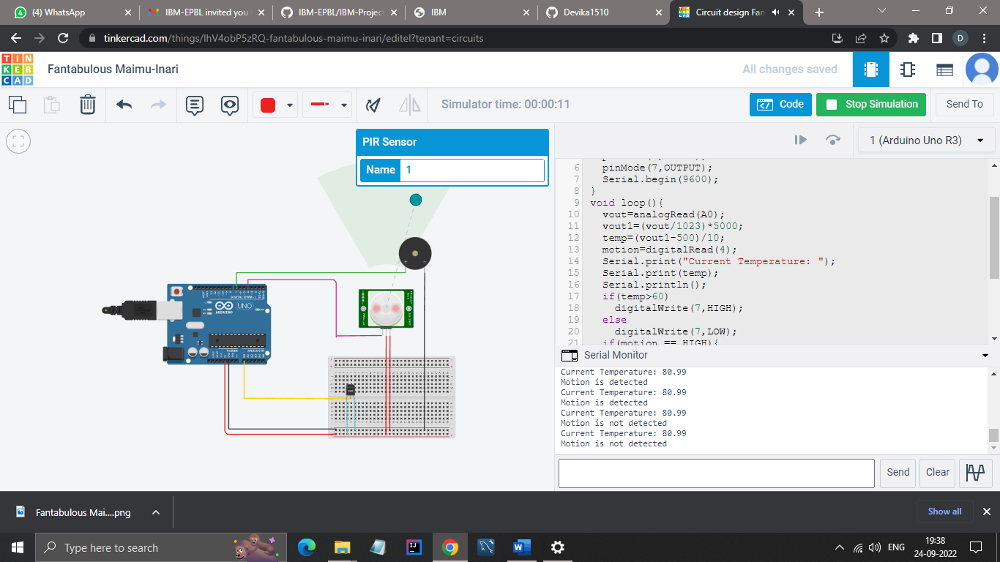 (4) WhatsApp
IBM-EPBL invited you
IBM-EPBL/IBM-Projec
IBM
Devika1510
Circuit design Fan
tinkercad.com/things/lhV4obP5zRQ-fantabulous-maimu-inari/editel?tenant=circuits
D
TIN
KER
CAD
Fantabulous Maimu-Inari
All changes saved
Simulator time: 00:00:11
Code
Stop Simulation
Send To
PIR Sensor
Name 1
1 (Arduino Uno R3)
6 pinMode(7,OUTPUT);
7 Serial.begin(9600);
8 }
9 void loop(){
10 vout=analogRead(A0);
11 vout1=(vout/1023)*5000;
12 temp=(vout1-500)/10;
13 motion=digitalRead(4);
14 Serial.print("Current Temperature: ");
15 Serial.print(temp);
16 Serial.println();
17 if(temp>60)
18 digitalWrite(7,HIGH);
19 else
20 digitalWrite(7,LOW);
21 if(motion == HIGH){
UNO
ARDUINO
POWER
ANALOG IN
Serial Monitor
Current Temperature: 80.99
Motion is detected
Current Temperature: 80.99
Motion is detected
Current Temperature: 80.99
Motion is not detected
Current Temperature: 80.99
Motion is not detected
Send
Clear
Fantabulous Mai....png
Show all
Type here to search
ENG
19:38
24-09-2022